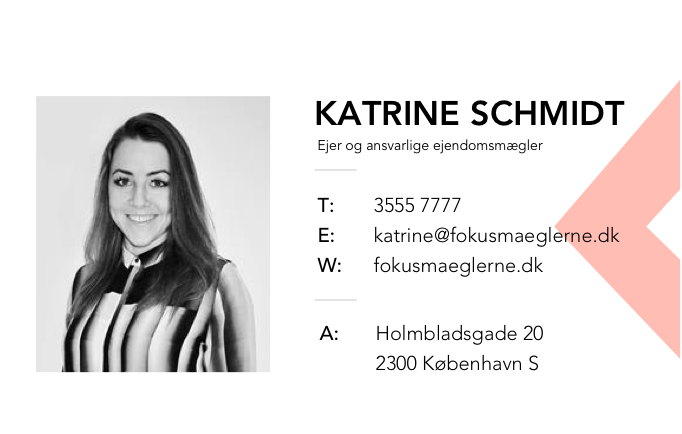 KATRINE SCHMIDT
Ejer og ansvarlige ejendomsmægler
T: 3555 7777
E: katrine@fokusmaeglerne.dk
W: fokusmaeglerne.dk
A: Holmbladsgade 20
2300 København S